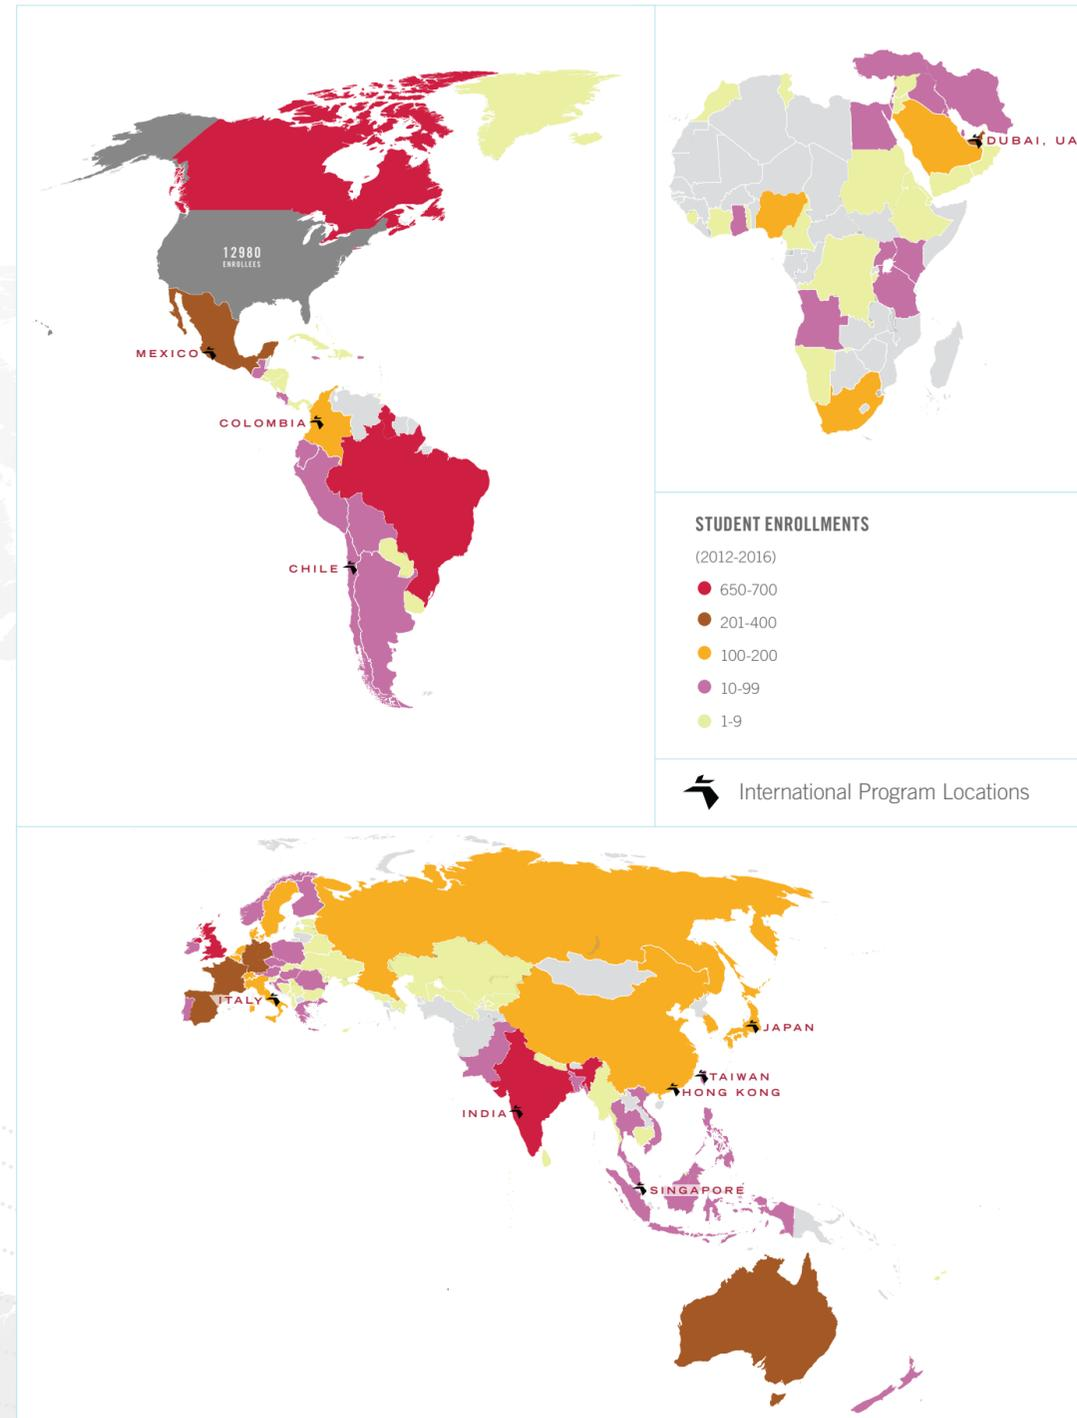 12980
ENROLLEES
MEXICO
COLOMBIA
CHILE
DUBAI, UA
STUDENT ENROLLMENTS
(2012-2016)
650-700
201-400
100-200
10-99
1-9
International Program Locations
ITALY
JAPAN
TAIWAN
HONG KONG
INDIA
SINGAPORE